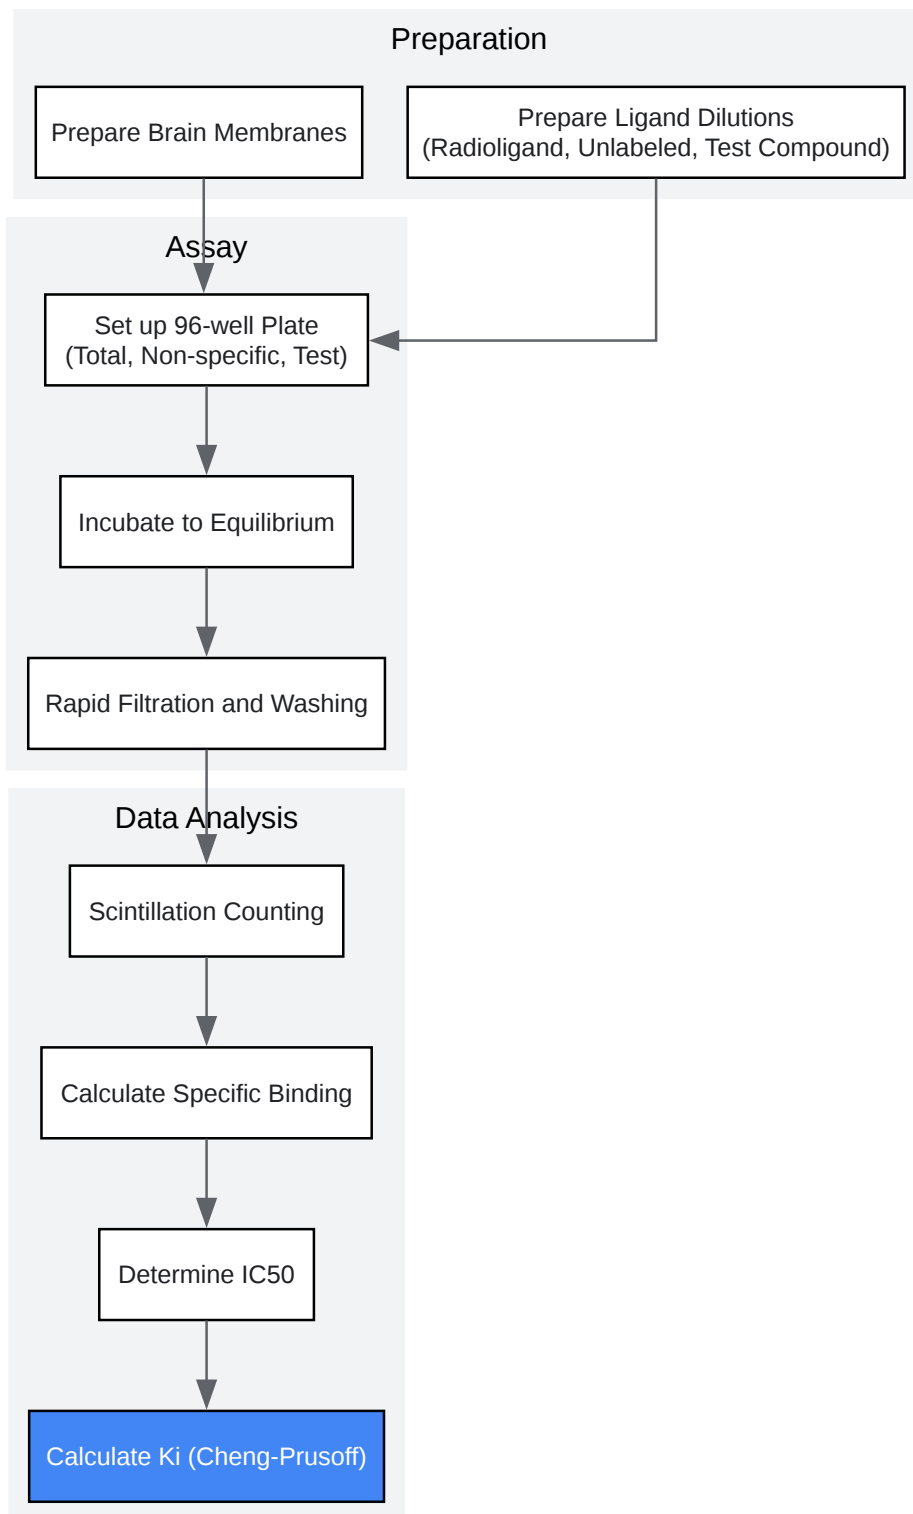 Preparation
Prepare Brain Membranes
Prepare Ligand Dilutions
(Radioligand, Unlabeled, Test Compound)
Assay
Set up 96-well Plate
(Total, Non-specific, Test)
Incubate to Equilibrium
Rapid Filtration and Washing
Data Analysis
Scintillation Counting
Calculate Specific Binding
Determine IC50
Calculate Ki (Cheng-Prusoff)